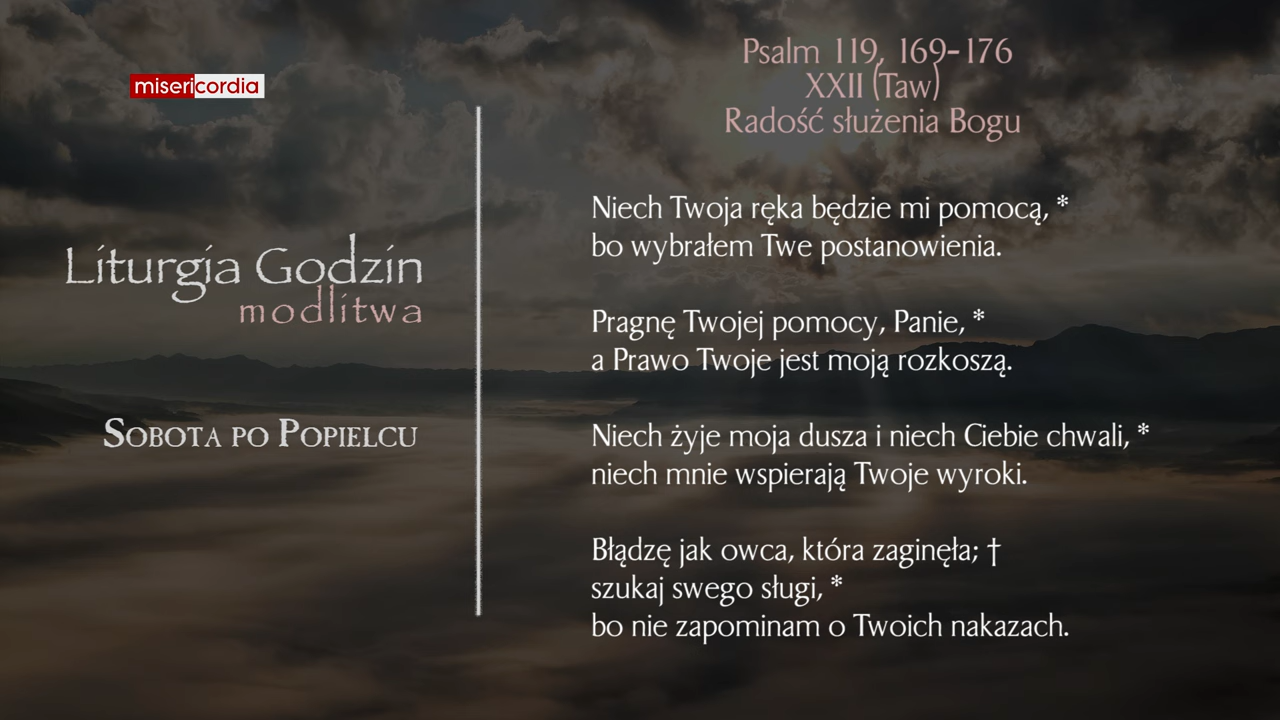 misericordia
Liturgia Godzin
modlitwa
Sobota po Popielcu
Psalm 119, 169-176
XXII (Taw)
Radość służenia Bogu
Niech Twoja ręka będzie mi pomocą, *
bo wybrałem Twe postanowienia.
Pragnę Twojej pomocy, Panie, *
a Prawo Twoje jest moją rozkoszą.
Niech żyje moja dusza i niech Ciebie chwali, *
niech mnie wspierają Twoje wyroki.
Błądzę jak owca, która zaginęła; †
szukaj swego sługi, *
bo nie zapominam o Twoich nakazach.